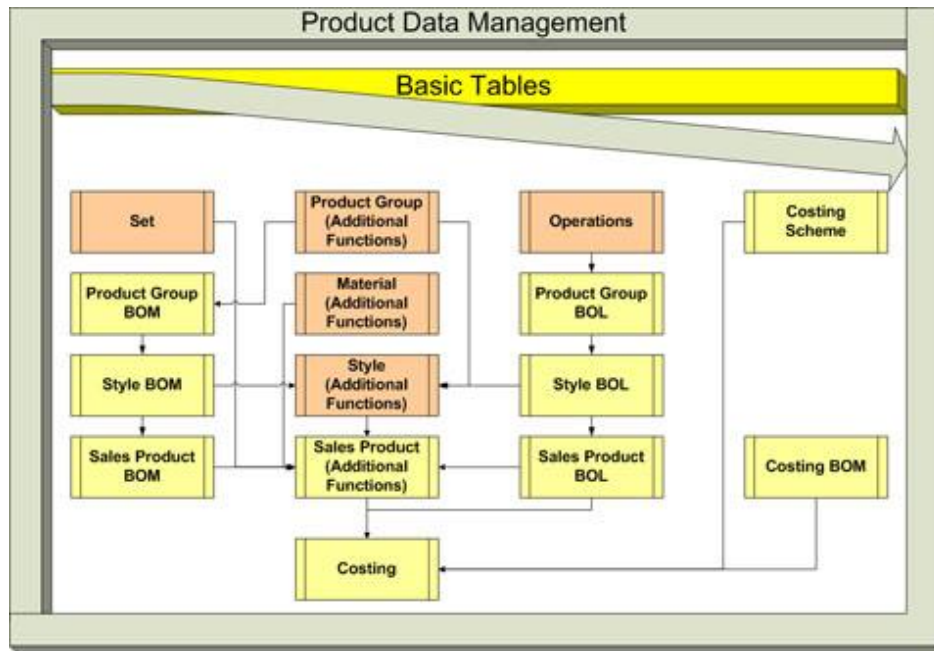 Product Data Management
Basic Tables
Set
Product Group
(Additional
Functions)
Operations
Costing
Scheme
Product Group
BOM
Material
(Additional
Functions)
Product Group
BOL
Style BOM
Style
(Additional
Functions)
Style BOL
Sales Product
BOM
Sales Product
(Additional
Functions)
Sales Product
BOL
Costing BOM
Costing